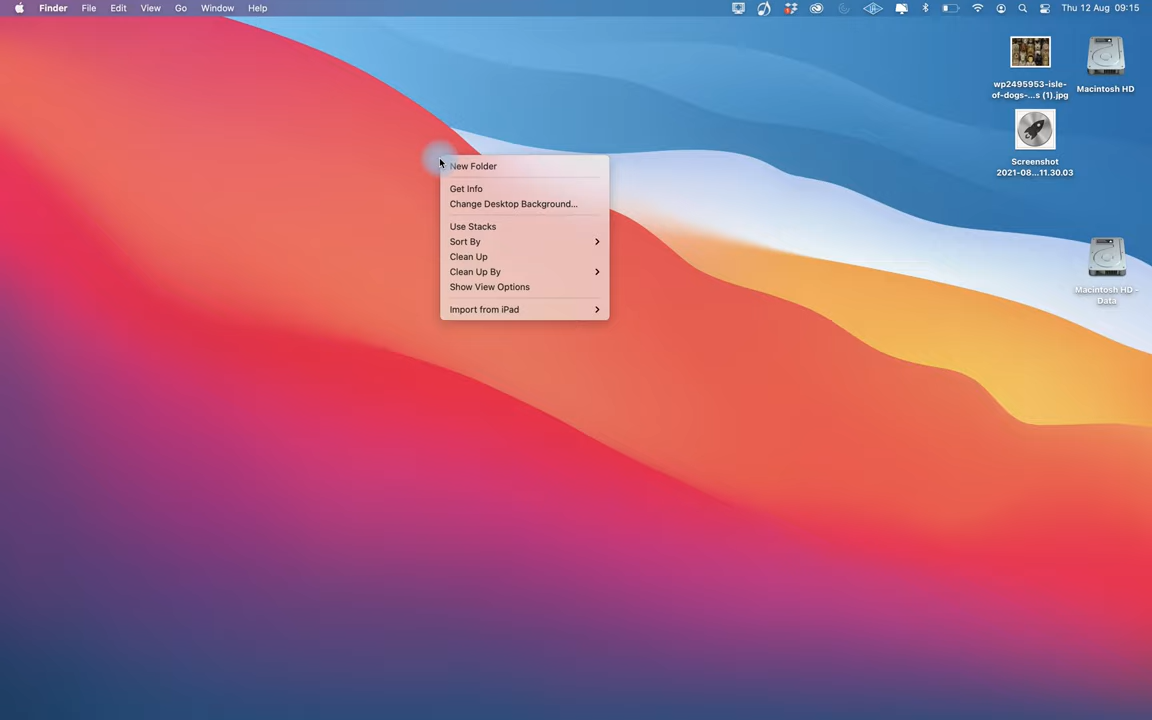 Finder File Edit View Go Window Help
Thu 12 Aug 09:15
wp2495953-isle-
of-dogs-...s (1).jpg
Macintosh HD
Screenshot
2021-08...11.30.03
New Folder
Get Info
Change Desktop Background...
Use Stacks
Sort By
Clean Up
Clean Up By
Show View Options
Import from iPad
Macintosh HD -
Data